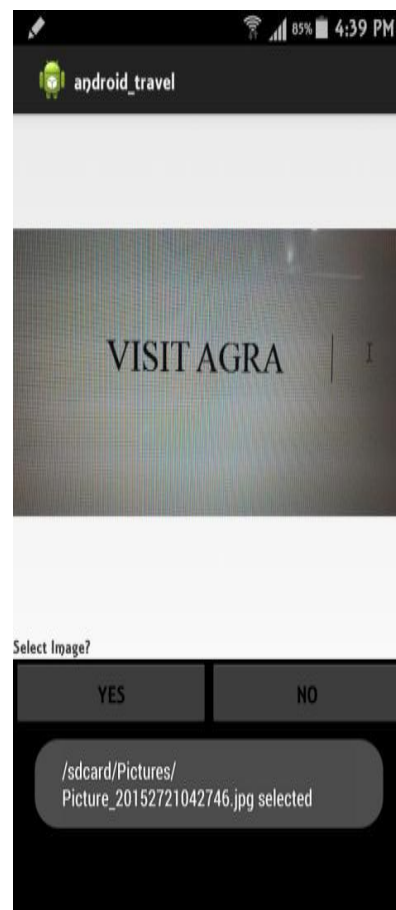 85% 4:39 PM
android_travel
VISIT AGRA
Select Image?
YES NO
/sdcard/Pictures/
Picture_20152721042746.jpg selected